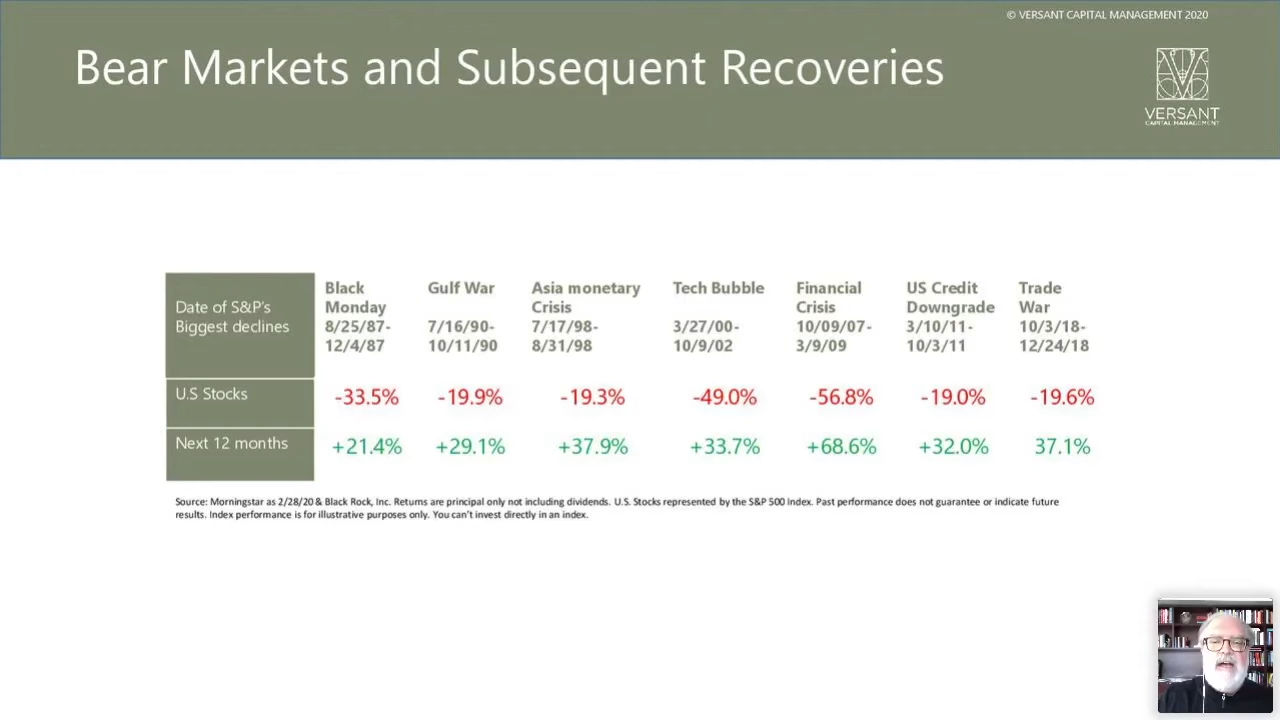 © VERSANT CAPITAL MANAGEMENT 2020
Bear Markets and Subsequent Recoveries
VERSANT
CAPITAL MANAGEMENT
Date of S&P's
Biggest declines
Black
Monday
8/25/87-
12/4/87
Gulf War
7/16/90-
10/11/90
Asia monetary
Crisis
7/17/98-
8/31/98
Tech Bubble
3/27/00-
10/9/02
Financial
Crisis
10/09/07-
3/9/09
US Credit
Downgrade
3/10/11-
10/3/11
Trade
War
10/3/18-
12/24/18
U.S Stocks -33.5% -19.9% -19.3% -49.0% -56.8% -19.0% -19.6%
Next 12 months +21.4% +29.1% +37.9% +33.7% +68.6% +32.0% 37.1%
Source: Morningstar as 2/28/20 & Black Rock, Inc. Returns are principal only not including dividends. U.S. Stocks represented by the S&P 500 Index. Past performance does not guarantee or indicate future
results. Index performance is for illustrative purposes only. You can't invest directly in an index.